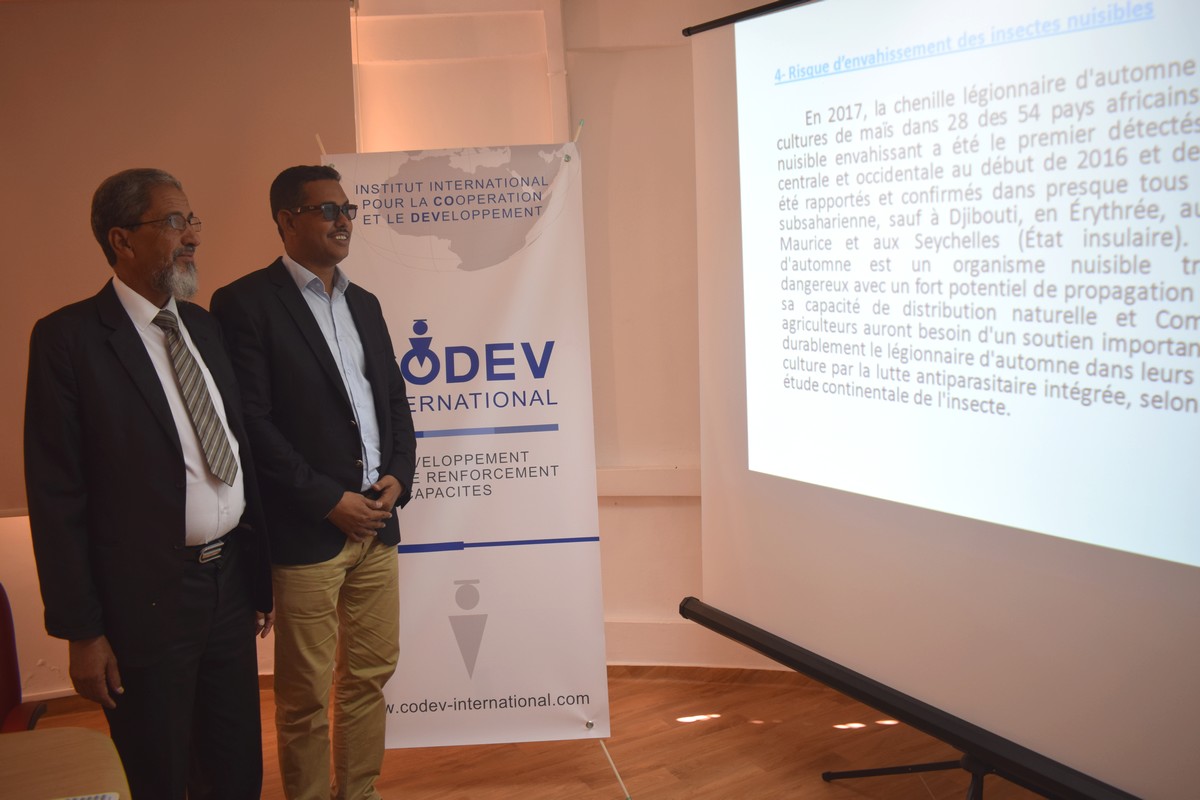 INSTITUT INTERNATIONAL
POUR LA COOPERATION
ET LE DEVELOPPEMENT
CODEV
ERNATIONAL
VELOPPEMENT
E RENFORCEMENT
CAPACITES
w.codev-international.com
4- Risque d'envahissement des insectes nuisibles
En 2017, la chenille légionnaire d'automne
cultures de maïs dans 28 des 54 pays africains
nuisible envahissant a été le premier détecté
centrale et occidentale au début de 2016 et de
été rapportés et confirmés dans presque tous
subsaharienne, sauf à Djibouti, en Érythrée, au
Maurice et aux Seychelles (État insulaire).
d'automne est un organisme nuisible tr
dangereux avec un fort potentiel de propagation
sa capacité de distribution naturelle et Com
agriculteurs auront besoin d'un soutien importan
durablement le légionnaire d'automne dans leurs
culture par la lutte antiparasitaire intégrée, selon
étude continentale de l'insecte.